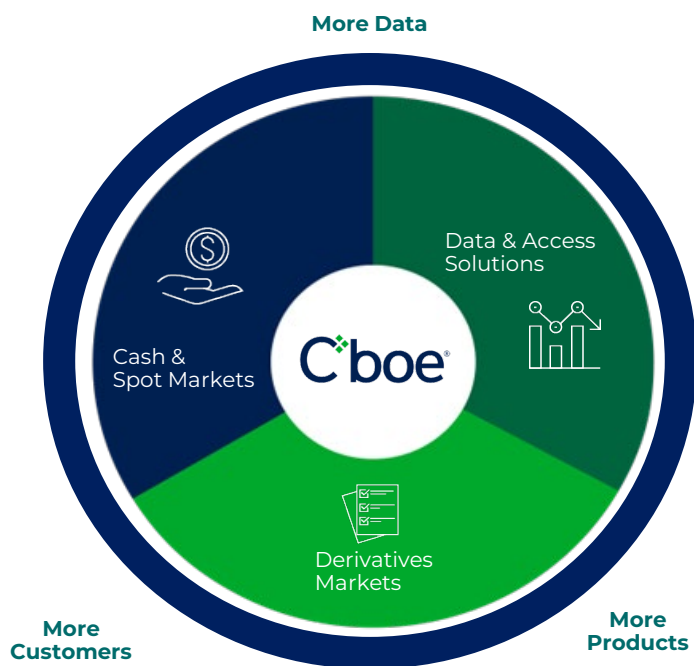 More Data
Data & Access
Solutions
Cash &
Spot Markets
Cboe®
Derivatives
Markets
More
Customers
More
Products